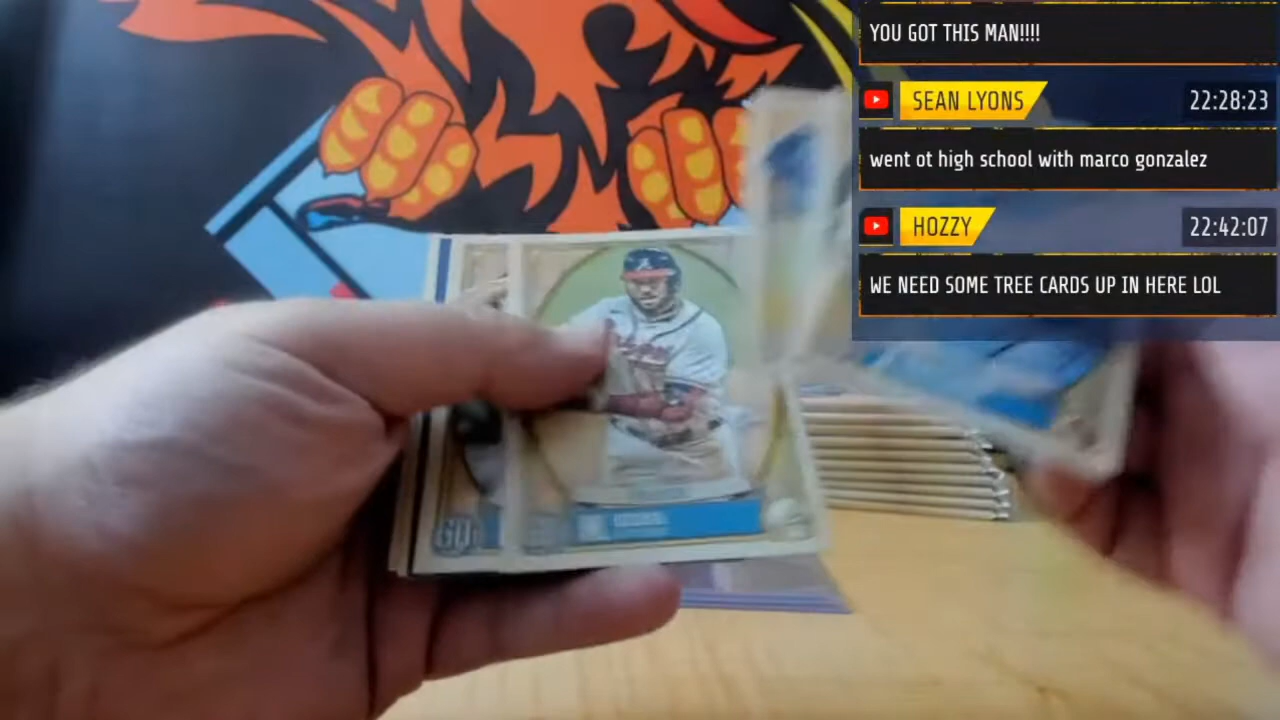 YOU GOT THIS MAN!!!!
SEAN LYONS
22:28:23
went ot high school with marco gonzalez
HOZZY
22:42:07
WE NEED SOME TREE CARDS UP IN HERE LOL